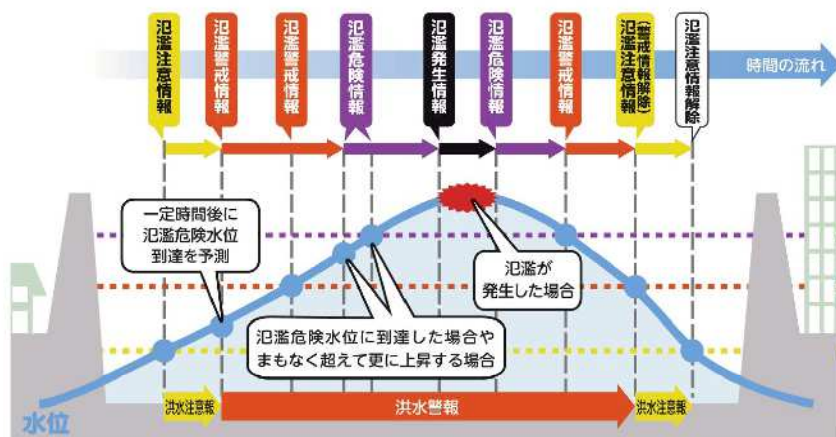 氾濫注意情報
氾濫警戒情報
氾濫警戒情報
氾濫危険情報
氾濫発生情報
氾濫危険情報
氾濫警戒情報
氾濫注意情報
(警戒情報解除)
氾濫注意情報解除
時間の流れ
一定時間後に
氾濫危険水位
到達を予測
氾濫が
発生した場合
氾濫危険水位に到達した場合や
まもなく超えて更に上昇する場合
洪水注意報
洪水警報
洪水注意報
水位